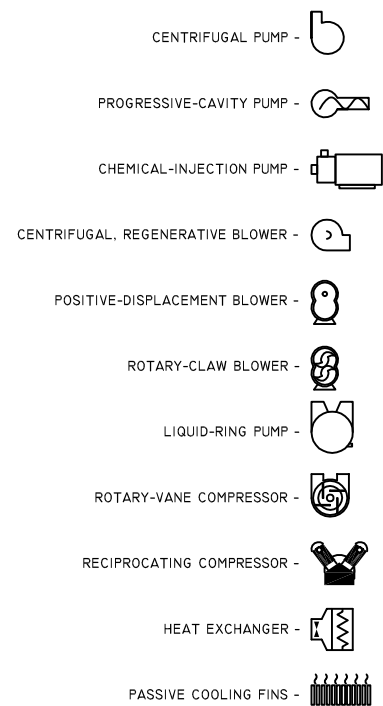 CENTRIFUGAL PUMP -
PROGRESSIVE-CAVITY PUMP -
CHEMICAL-INJECTION PUMP -
CENTRIFUGAL, REGENERATIVE BLOWER -
POSITIVE-DISPLACEMENT BLOWER -
ROTARY-CLAW BLOWER -
LIQUID-RING PUMP -
ROTARY-VANE COMPRESSOR -
RECIPROCATING COMPRESSOR -
HEAT EXCHANGER -
PASSIVE COOLING FINS -